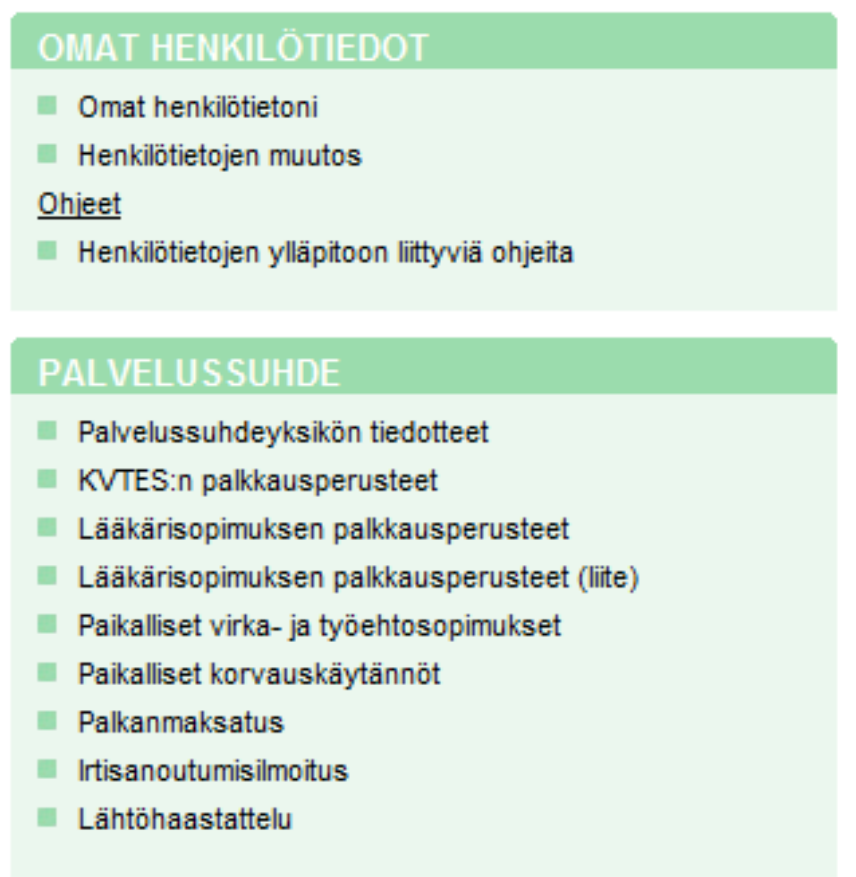 OMAT HENKILÖTIEDOT
Omat henkilötietoni
Henkilötietojen muutos
Ohjeet
Henkilötietojen ylläpitoon liittyviä ohjeita
PALVELUSSUHDE
Palvelussuhdeyksikön tiedotteet
KVTES:n palkkausperusteet
Lääkärisopimuksen palkkausperusteet
Lääkärisopimuksen palkkausperusteet (liite)
Paikalliset virka- ja työehtosopimukset
Paikalliset korvauskäytännöt
Palkanmaksatus
Irtisanoutumisilmoitus
Lähtöhaastattelu